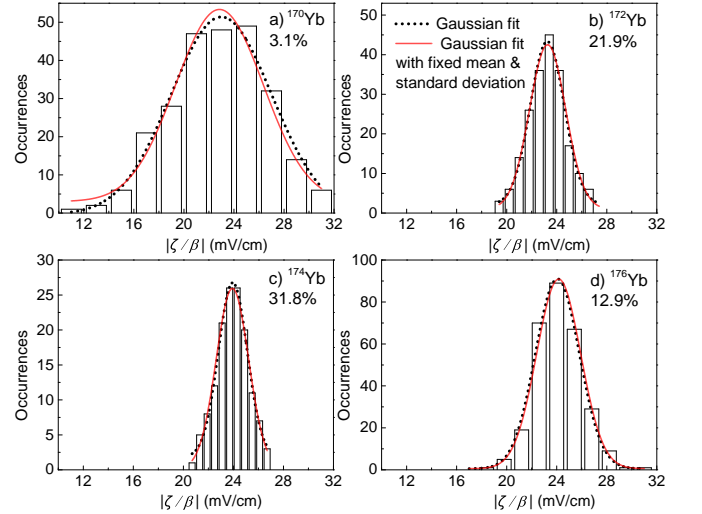 a) ¹⁷⁰Yb
3.1%
Occurrences
50
40
30
20
10
0
12 16 20 24 28 32
|ζ/β| (mV/cm)
b) ¹⁷²Yb
21.9%
Gaussian fit
Gaussian fit
with fixed mean &
standard deviation
Occurrences
50
40
30
20
10
0
12 16 20 24 28 32
|ζ/β| (mV/cm)
c) ¹⁷⁴Yb
31.8%
Occurrences
30
25
20
15
10
5
0
12 16 20 24 28 32
|ζ/β| (mV/cm)
d) ¹⁷⁶Yb
12.9%
Occurrences
100
80
60
40
20
0
12 16 20 24 28 32
|ζ/β| (mV/cm)